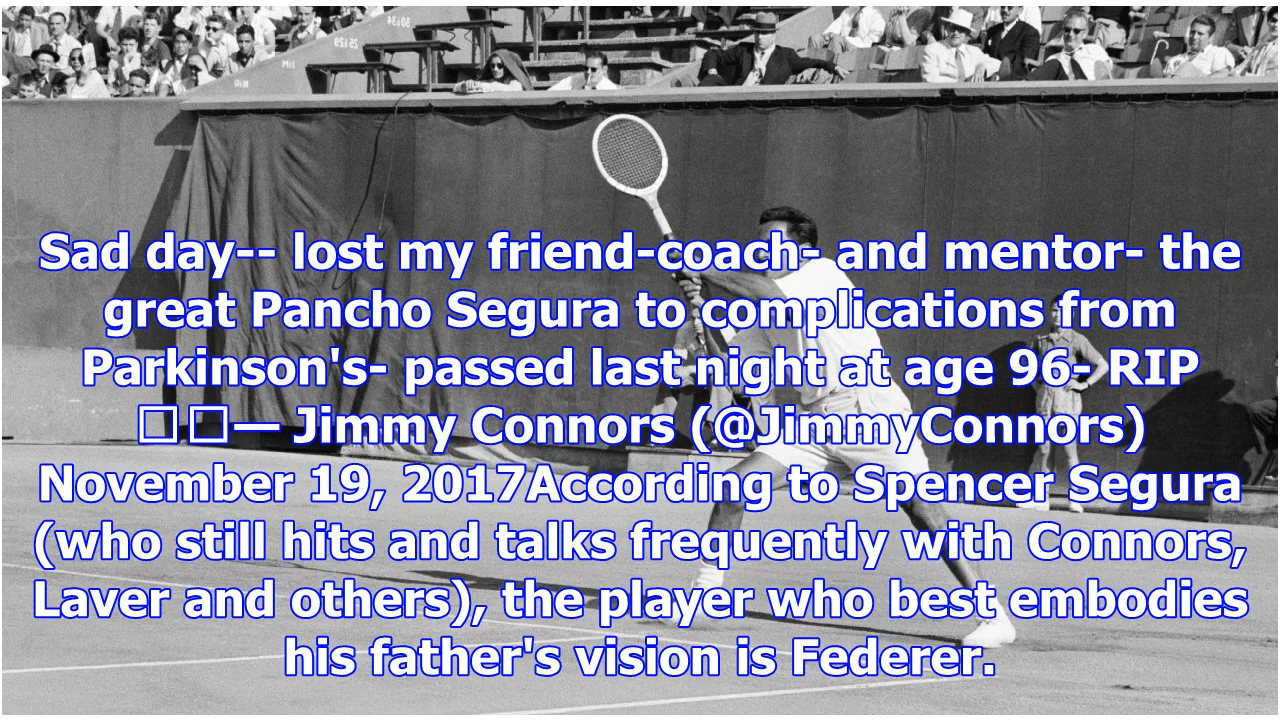 Sad day-- lost my friend-coach- and mentor- the
great Pancho Segura to complications from
Parkinson's- passed last night at age 96- RIP
□□— Jimmy Connors (@JimmyConnors)
November 19, 2017According to Spencer Segura
(who still hits and talks frequently with Connors,
Laver and others), the player who best embodies
his father's vision is Federer.